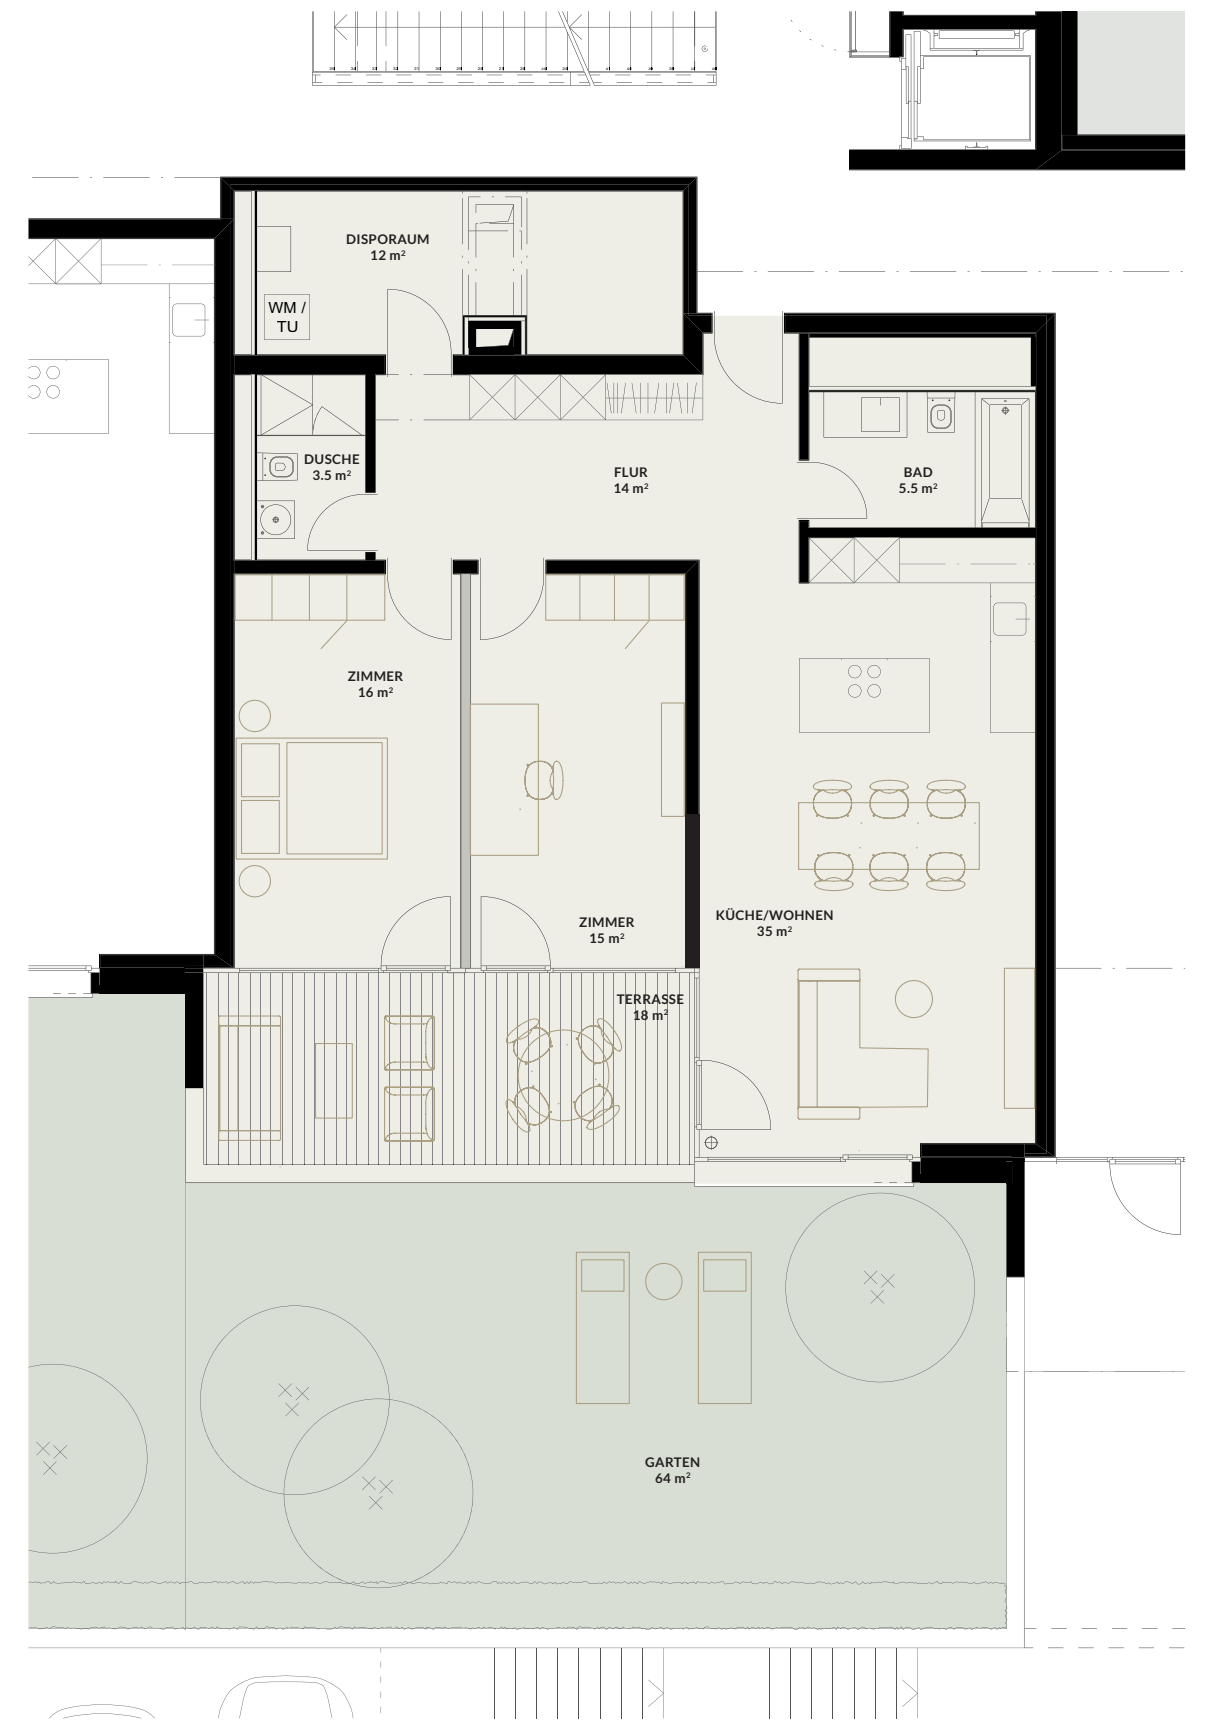 DISPORAUM
12 m²
WM /
TU
DUSCHE
3.5 m²
FLUR
14 m²
BAD
5.5 m²
ZIMMER
16 m²
ZIMMER
15 m²
KÜCHE/WOHNEN
35 m²
TERRASSE
18 m²
GARTEN
64 m²